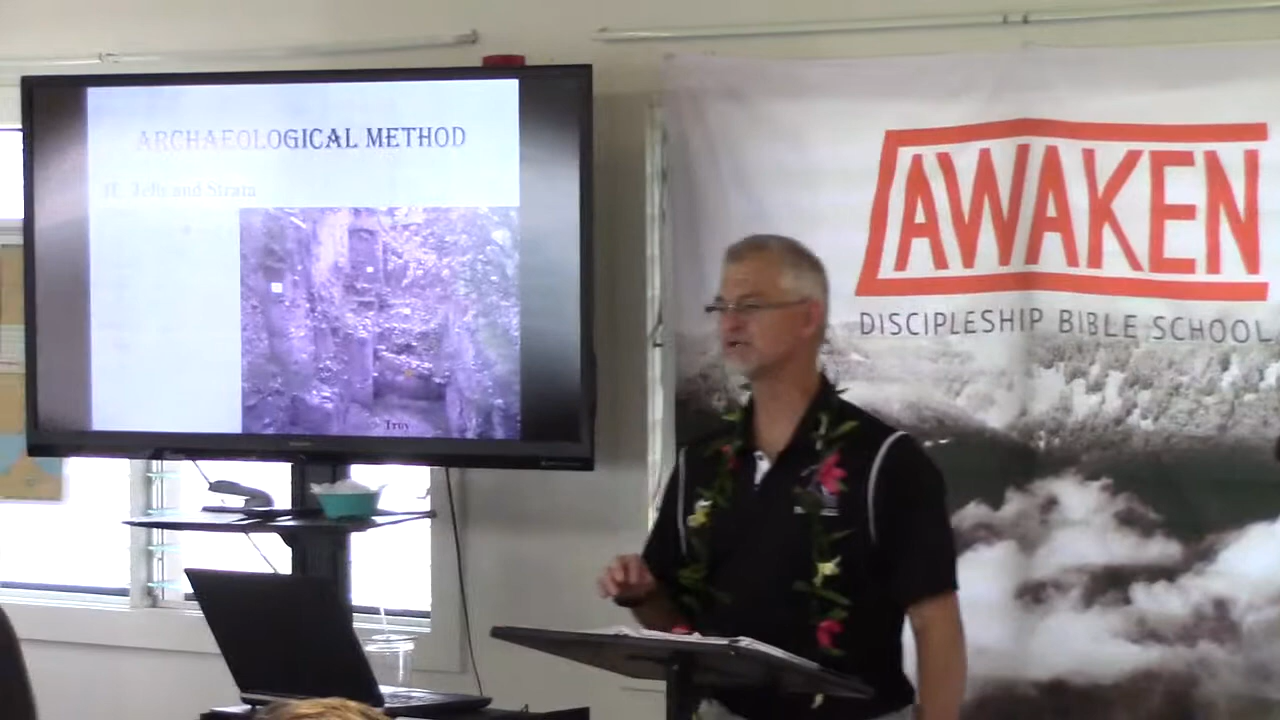 ARCHAEOLOGICAL METHOD
II. Tells and Strata
Troy
AWAKEN
DISCIPLESHIP BIBLE SCHOOL